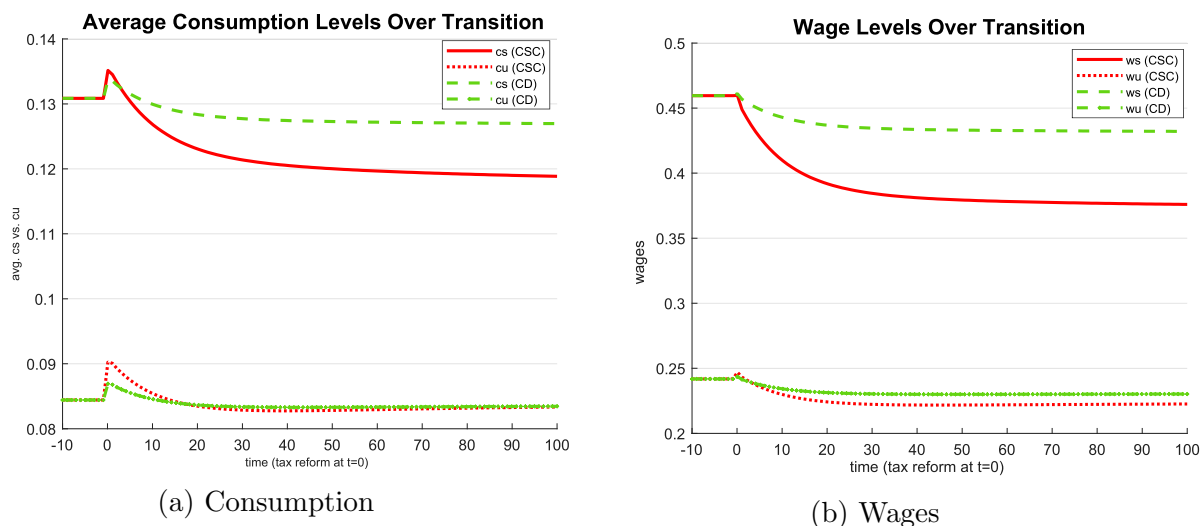 Average Consumption Levels Over Transition
0.14
0.13
0.12
0.11
0.1
0.09
0.08
avg. cs vs. cu
cs (CSC)
cu (CSC)
cs (CD)
cu (CD)
-10 0 10 20 30 40 50 60 70 80 90 100
time (tax reform at t=0)
(a) Consumption
Wage Levels Over Transition
0.5
0.45
0.4
0.35
0.3
0.25
0.2
wages
ws (CSC)
wu (CSC)
ws (CD)
wu (CD)
-10 0 10 20 30 40 50 60 70 80 90 100
time (tax reform at t=0)
(b) Wages